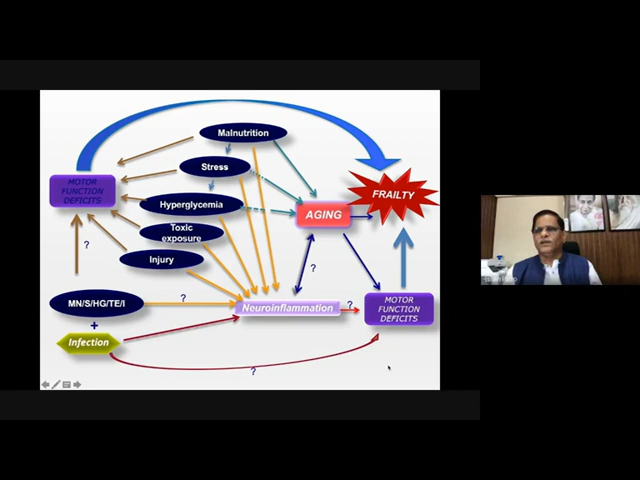 Malnutrition
Stress
MOTOR
FUNCTION
DEFICITS
FRAILTY
Hyperglycemia
AGING
Toxic
exposure
?
Injury
?
MN/S/HG/TE/I
?
Neuroinflammation
?
MOTOR
FUNCTION
DEFICITS
+
Infection
?